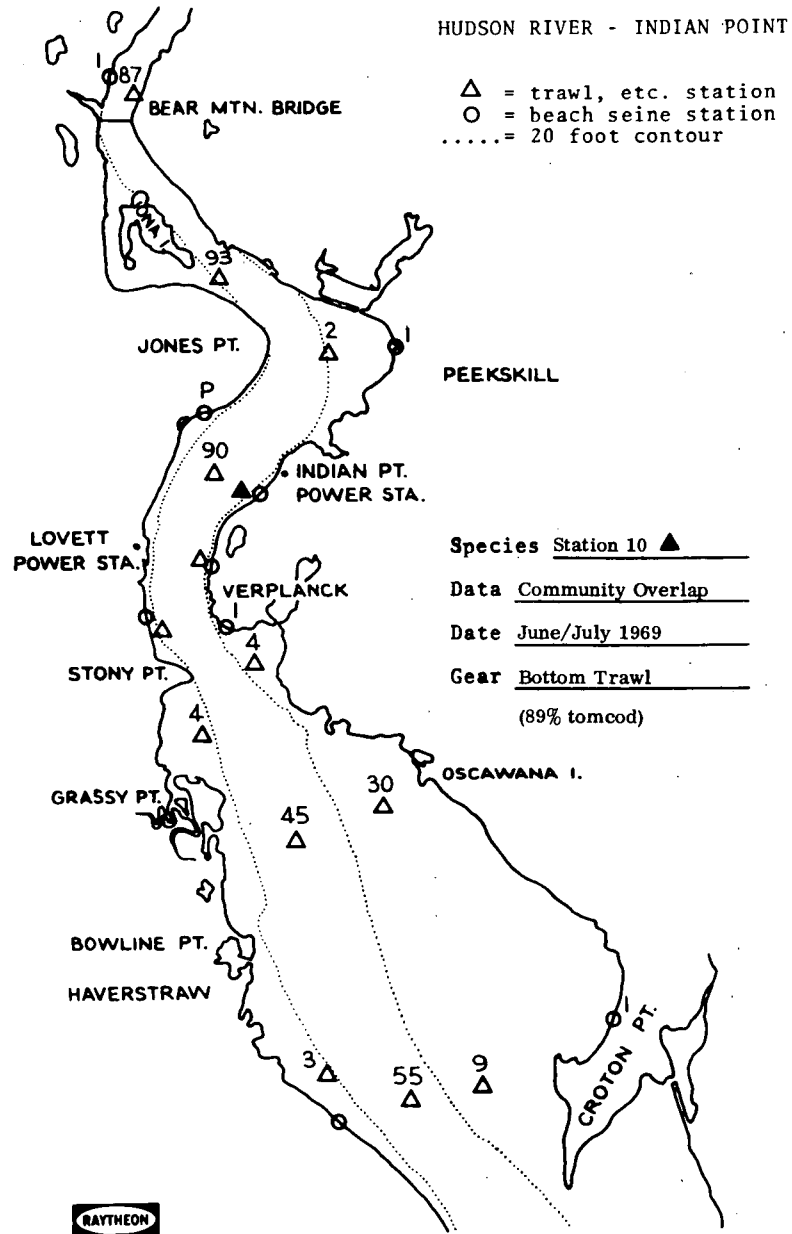 HUDSON RIVER - INDIAN POINT
△ = trawl, etc. station
○ = beach seine station
.....= 20 foot contour
1
87
BEAR MTN. BRIDGE
IONA I.
93
JONES PT.
2
1
PEEKSKILL
P
90
INDIAN PT.
POWER STA.
LOVETT
POWER STA.
VERPLANCK
1
4
Species Station 10 ▲
Data Community Overlap
Date June/July 1969
Gear Bottom Trawl
(89% tomcod)
STONY PT.
4
OSCAWANA I.
GRASSY PT.
30
45
BOWLINE PT.
HAVERSTRAW
1
CROTON PT.
3
55
9
RAYTHEON